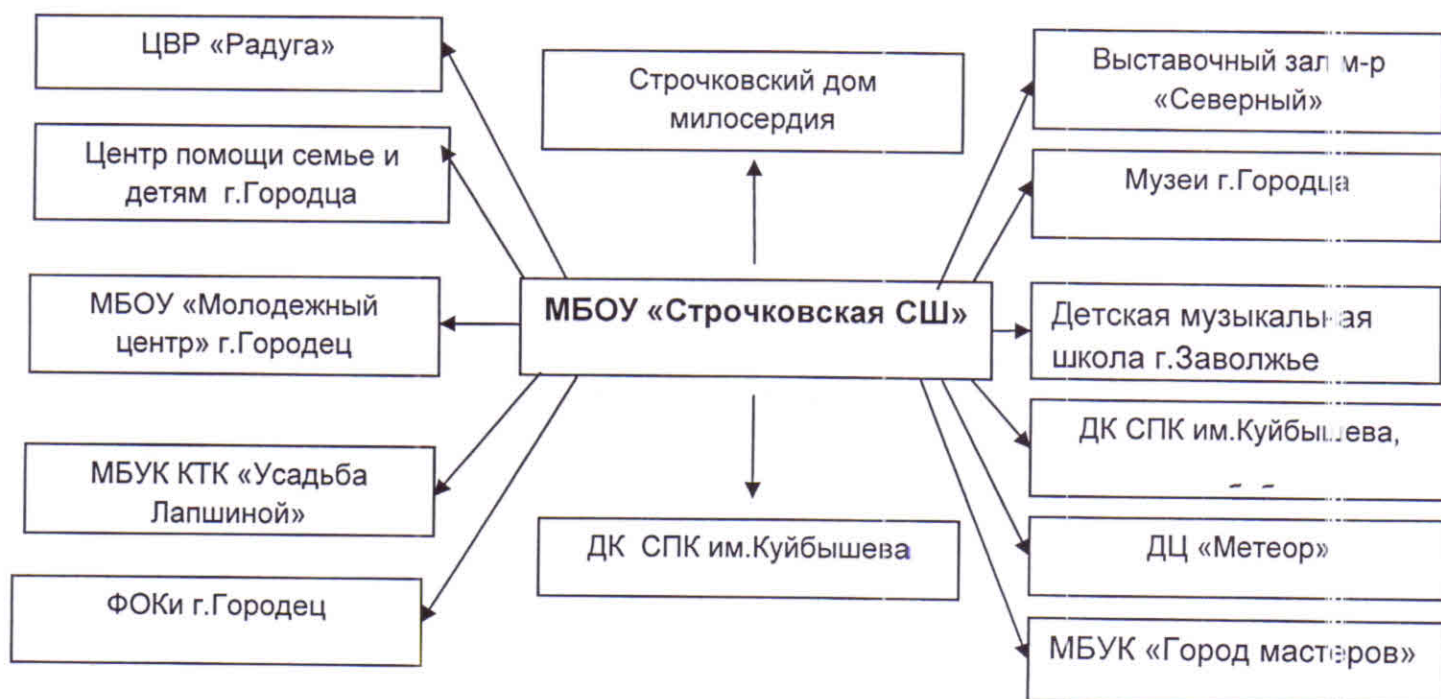 ЦВР «Радуга»
Центр помощи семье и
детям г.Городца
МБОУ «Молодежный
центр» г.Городец
МБУК КТК «Усадьба
Лапшиной»
ФОКи г.Городец
Строчковский дом
милосердия
МБОУ «Строчковская СШ»
ДК СПК им.Куйбышева
Выставочный зал м-р
«Северный»
Музеи г.Городца
Детская музыкальная
школа г.Заволжье
ДК СПК им.Куйбышева,
ДЦ «Метеор»
МБУК «Город мастеров»